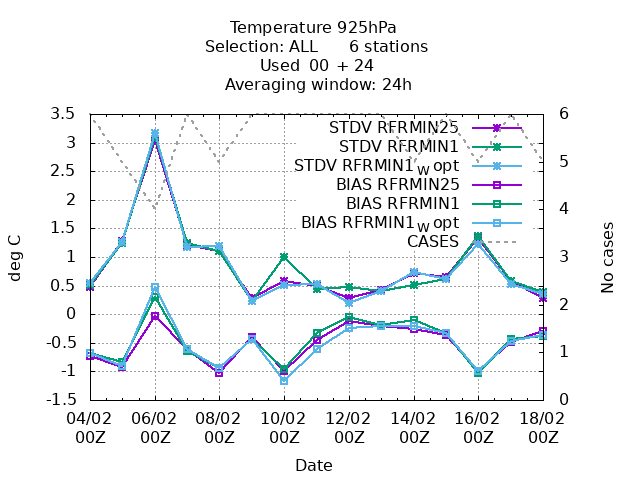 Temperature 925hPa
Selection: ALL 6 stations
Used 00 + 24
Averaging window: 24h
3.5
3
2.5
2
1.5
1
0.5
0
-0.5
-1
-1.5
deg C
6
5
4
3
2
1
0
No cases
STDV RFRMIN25
STDV RFRMIN1
STDV RFRMIN1_w opt
BIAS RFRMIN25
BIAS RFRMIN1
BIAS RFRMIN1_w opt
CASES
04/02 06/02 08/02 10/02 12/02 14/02 16/02 18/02
00Z 00Z 00Z 00Z 00Z 00Z 00Z 00Z
Date